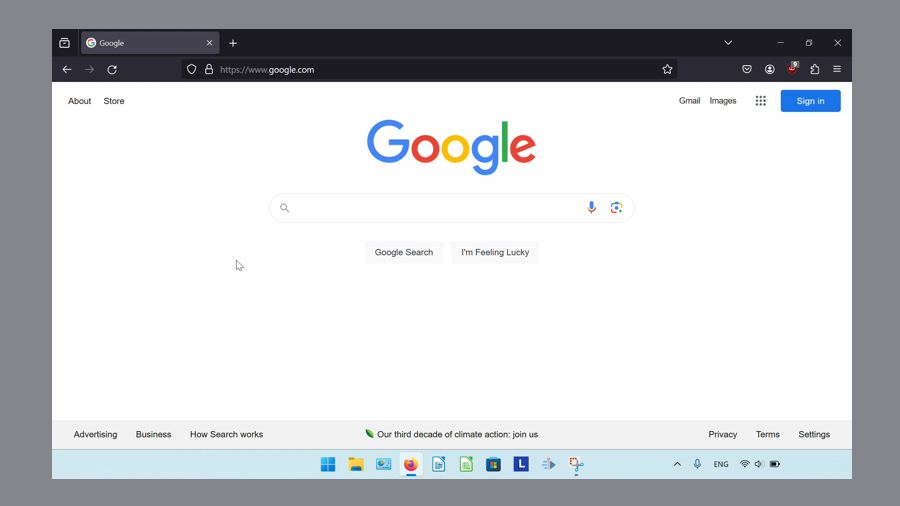 Google
https://www.google.com
9
About Store
Gmail Images Sign in
Google
Google Search I'm Feeling Lucky
Advertising Business How Search works
Our third decade of climate action: join us
Privacy Terms Settings
L
ENG